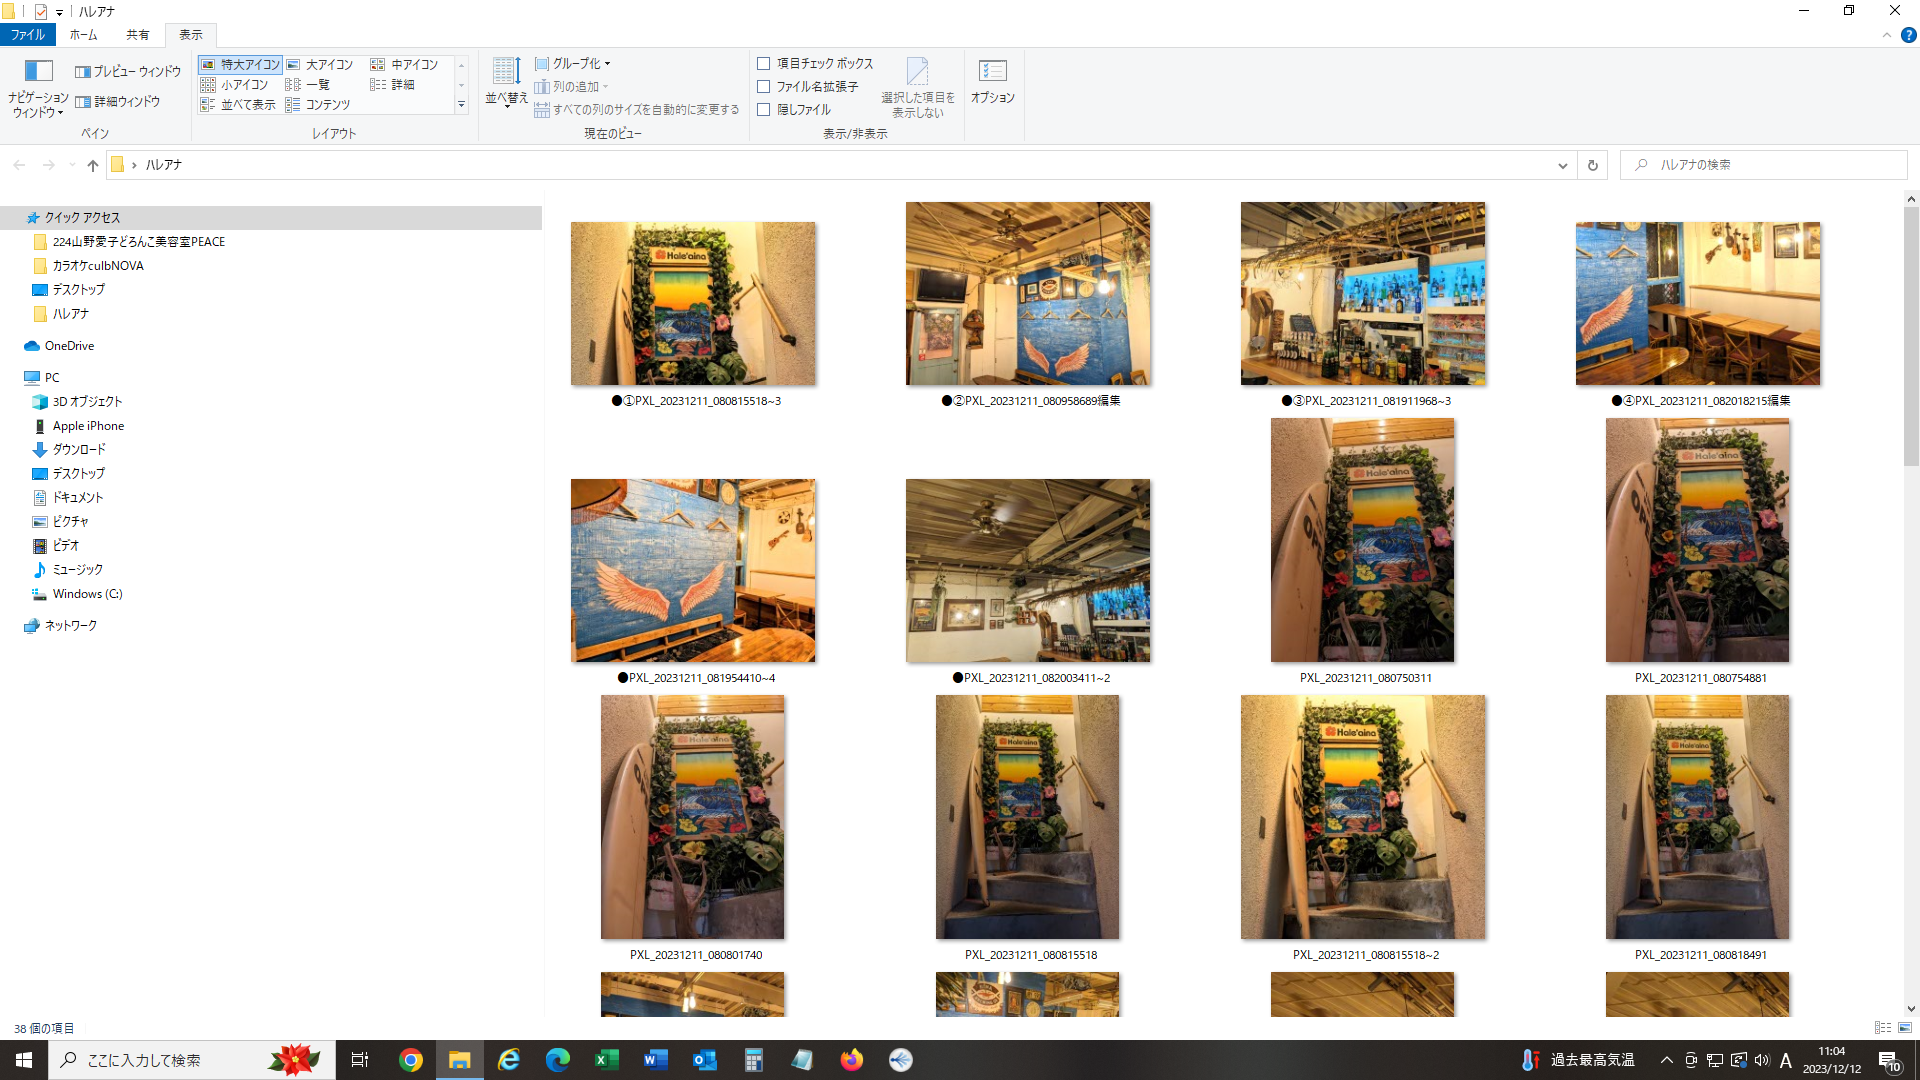 ハレアナ
ファイル
ホーム
共有
表示
ナビゲーション
ウィンドウ
プレビュー ウィンドウ
詳細ウィンドウ
ペイン
特大アイコン
大アイコン
中アイコン
小アイコン
一覧
詳細
並べて表示
コンテンツ
レイアウト
並べ替え
グループ化
列の追加
すべての列のサイズを自動的に変更する
現在のビュー
項目チェック ボックス
ファイル名拡張子
隠しファイル
選択した項目を
表示しない
表示/非表示
オプション
ハレアナ
ハレアナの検索
クイック アクセス
224山野愛子どろんこ美容室PEACE
カラオケculbNOVA
デスクトップ
ハレアナ
OneDrive
PC
3D オブジェクト
Apple iPhone
ダウンロード
デスクトップ
ドキュメント
ピクチャ
ビデオ
ミュージック
Windows (C:)
ネットワーク
Hale'aina
●①PXL_20231211_080815518~3
●②PXL_20231211_080958689編集
●③PXL_20231211_081911968~3
●④PXL_20231211_082018215編集
Hale'aina
Hale'aina
●PXL_20231211_081954410~4
●PXL_20231211_082003411~2
PXL_20231211_080750311
PXL_20231211_080754881
Hale'aina
Hale'aina
Hale'aina
Hale'aina
PXL_20231211_080801740
PXL_20231211_080815518
PXL_20231211_080815518~2
PXL_20231211_080818491
38 個の項目
ここに入力して検索
過去最高気温
A
11:04
2023/12/12
10